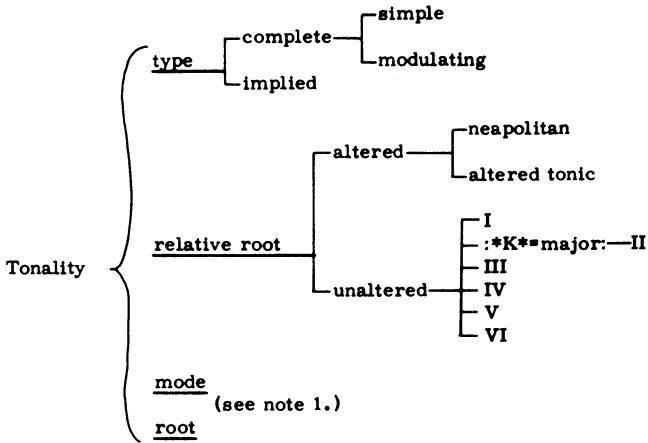 simple
complete
modulating
type
implied
neapolitan
altered
altered tonic
I
:*K*=major: II
relative root
III
Tonality
unaltered
IV
V
VI
mode
(see note 1.)
root